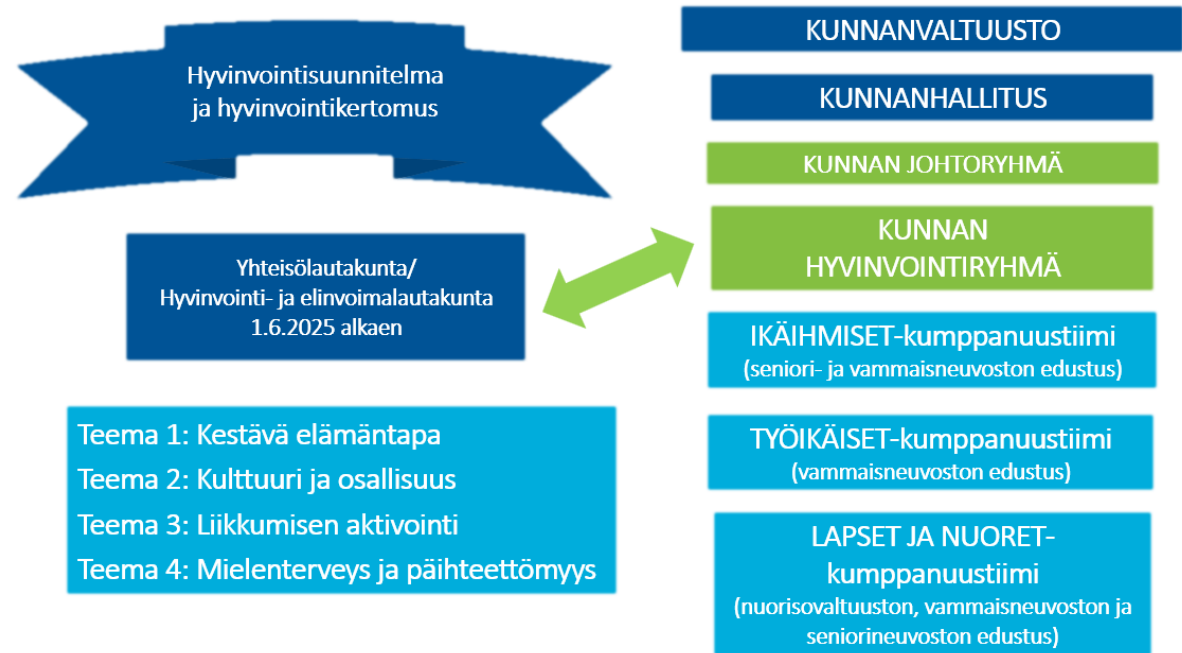 Hyvinvointisuunnitelma
ja hyvinvointikertomus
Yhteisölautakunta/
Hyvinvointi- ja elinvoimalautakunta
1.6.2025 alkaen
Teema 1: Kestävä elämäntapa
Teema 2: Kulttuuri ja osallisuus
Teema 3: Liikkumisen aktivointi
Teema 4: Mielenterveys ja päihteettömyys
KUNNANVALTUUSTO
KUNNANHALLITUS
KUNNAN JOHTORYHMÄ
KUNNAN
HYVINVOINTIRYHMÄ
IKÄIHMISET-kumppanuustiimi
(seniori- ja vammaisneuvoston edustus)
TYÖIKÄISET-kumppanuustiimi
(vammaisneuvoston edustus)
LAPSET JA NUORET-
kumppanuustiimi
(nuorisovaltuuston, vammaisneuvoston ja
seniorineuvoston edustus)